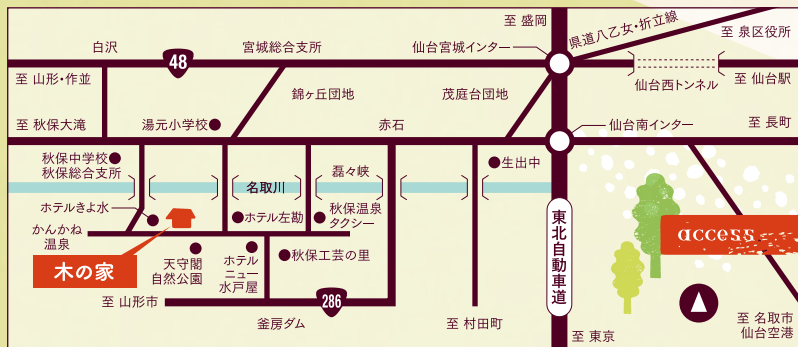 至 盛岡
県道八乙女・折立線
至 泉区役所
白沢
宮城総合支所
仙台宮城インター
48
至 山形・作並
仙台西トンネル
至 仙台駅
錦ヶ丘団地
茂庭台団地
至 秋保大滝
湯元小学校
赤石
仙台南インター
至 長町
秋保中学校
秋保総合支所
磊々峡
生出中
名取川
ホテルきよ水
ホテル左勘
秋保温泉
タクシー
かんかね
温泉
東北自動車道
access
木の家
天守閣
自然公園
ホテル
ニュー
水戸屋
秋保工芸の里
至 山形市
286
釜房ダム
至 村田町
至 東京
至 名取市
仙台空港